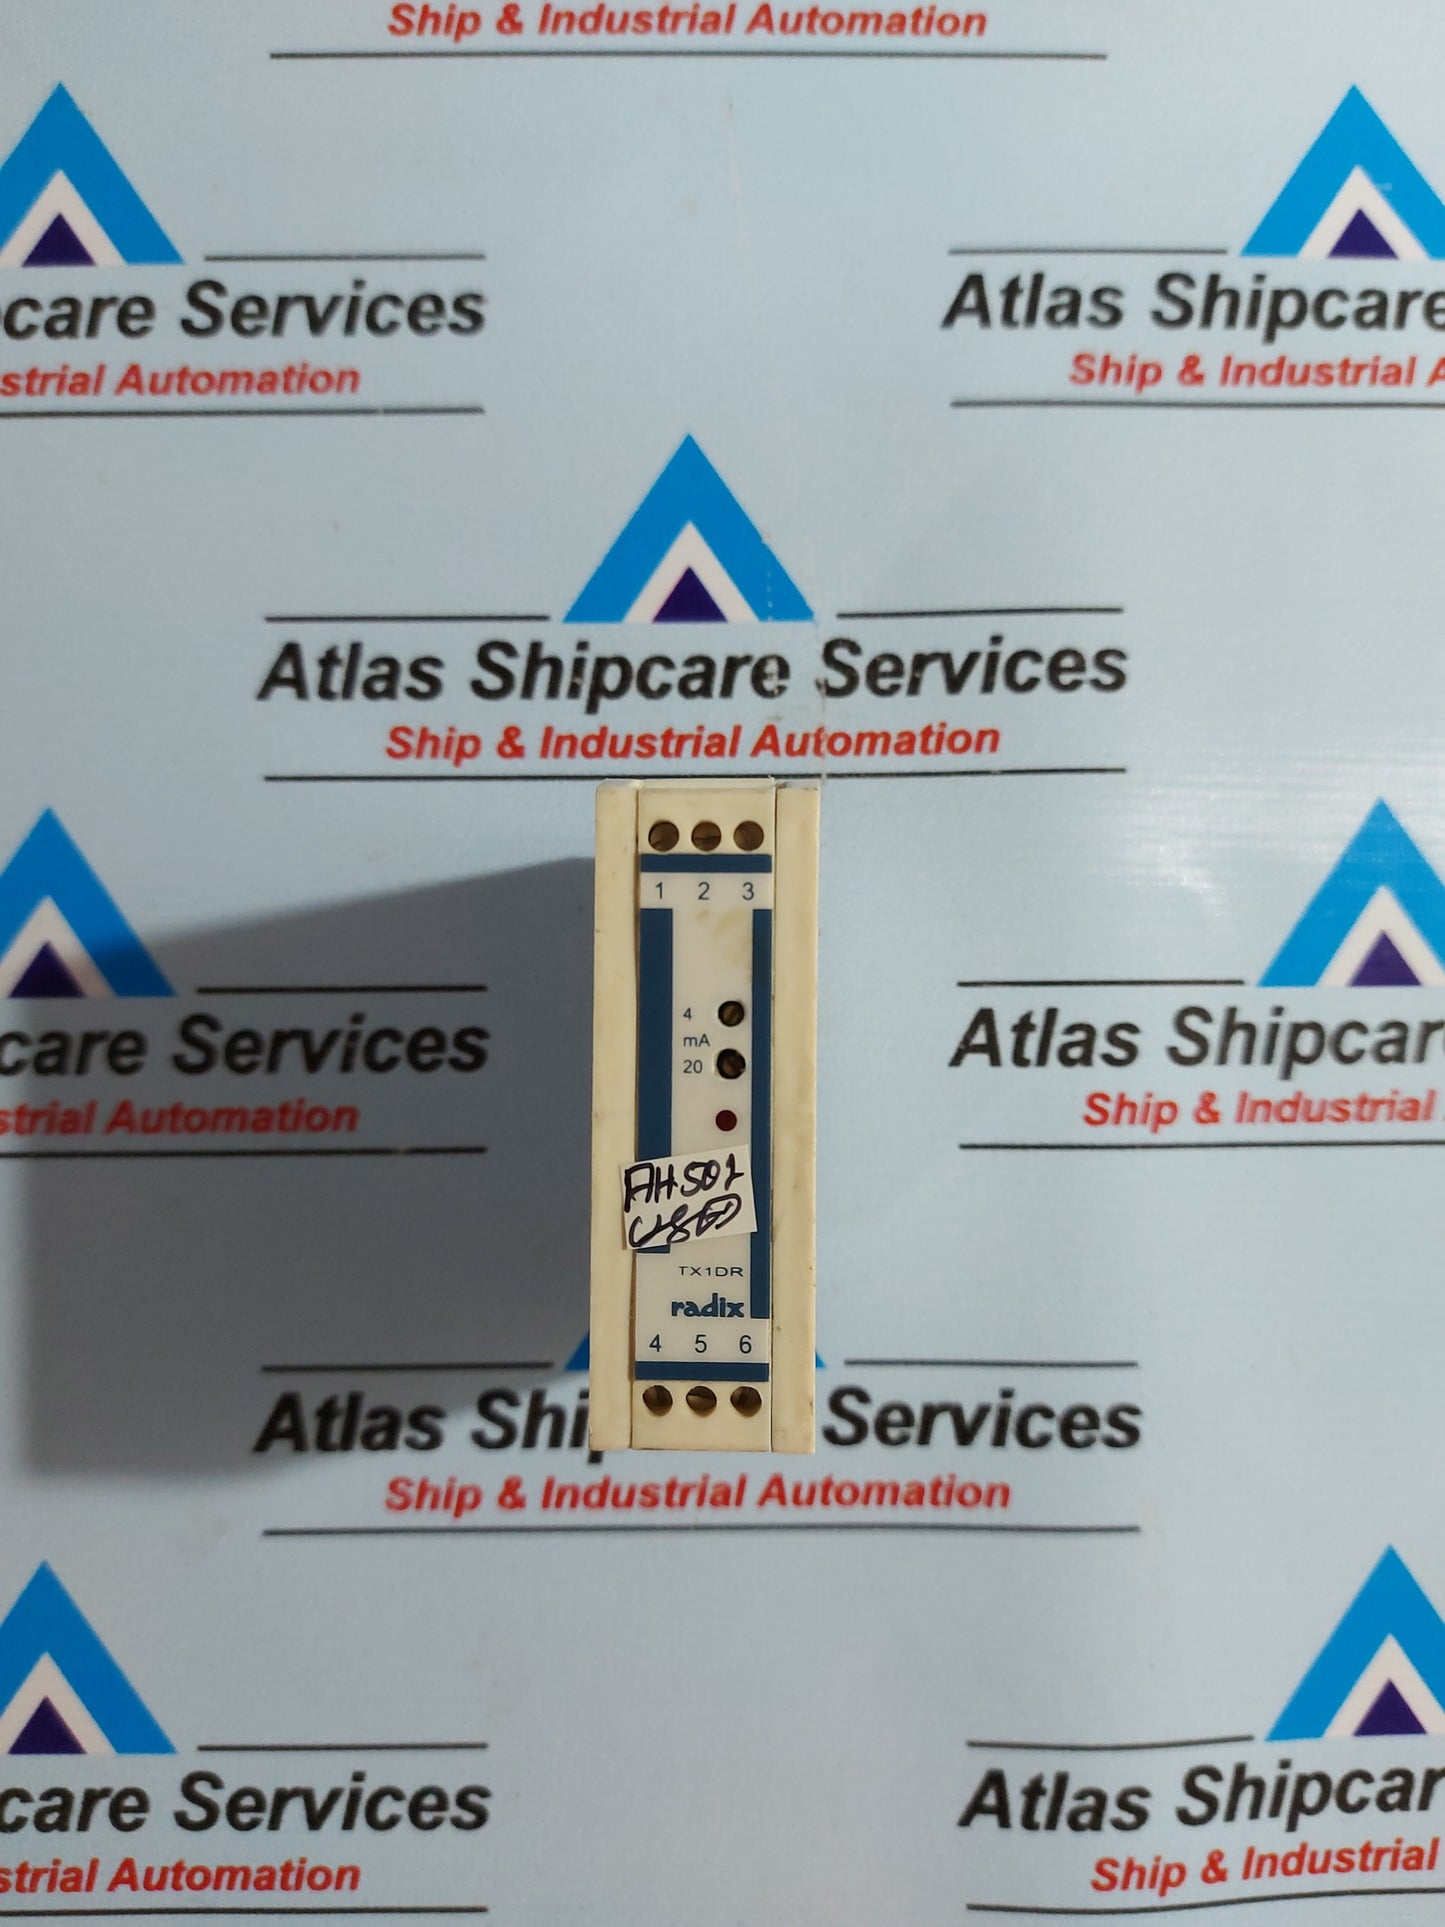 Ship & Industrial Automation
care Services
strial Automation
Atlas Shipcare
Ship & Industrial A
Atlas Shipcare Services
Ship & Industrial Automation
1 2 3
4
mA
20
AH501
USED
TX1DR
radix
4 5 6
care Services
strial Automation
Atlas Shipcar
Ship & Industrial
Atlas Shi Services
Ship & Industrial Automation
care Services
strial Automation
Atlas Shipcar
Ship & Industrial